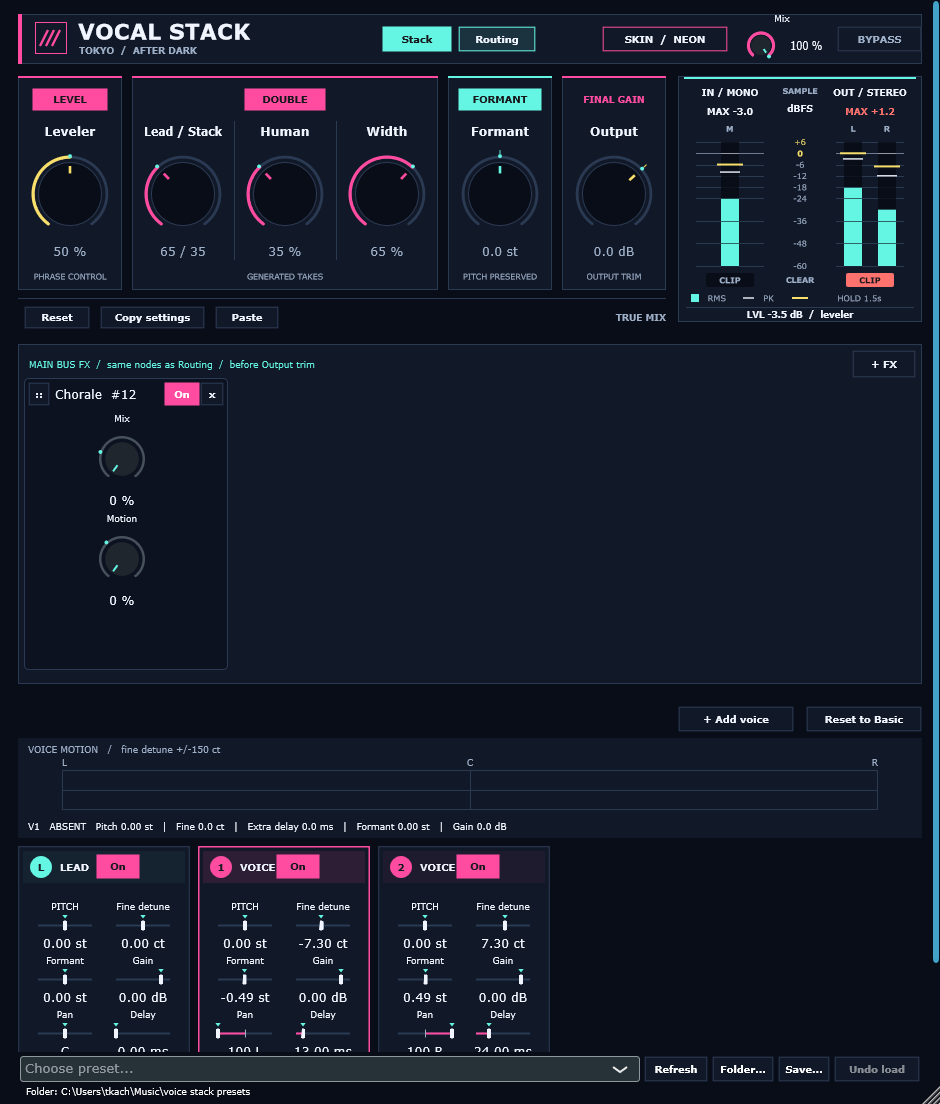 VOCAL STACK
TOKYO / AFTER DARK
Stack
Routing
SKIN / NEON
Mix
100 %
BYPASS
LEVEL
Leveler
50 %
PHRASE CONTROL
DOUBLE
Lead / Stack
Human
Width
65 / 35
35 %
65 %
GENERATED TAKES
FORMANT
Formant
0.0 st
PITCH PRESERVED
FINAL GAIN
Output
0.0 dB
OUTPUT TRIM
IN / MONO
SAMPLE
OUT / STEREO
MAX -3.0
dBFS
MAX +1.2
M
L
R
+6
0
-6
-12
-18
-24
-36
-48
-60
CLIP
CLEAR
CLIP
RMS
PK
HOLD 1.5s
LVL -3.5 dB / leveler
Reset
Copy settings
Paste
TRUE MIX
MAIN BUS FX / same nodes as Routing / before Output trim
+ FX
Chorale #12
On
x
Mix
0 %
Motion
0 %
+ Add voice
Reset to Basic
VOICE MOTION / fine detune +/-150 ct
L
C
R
V1 ABSENT Pitch 0.00 st | Fine 0.0 ct | Extra delay 0.0 ms | Formant 0.00 st | Gain 0.0 dB
L LEAD On
PITCH
Fine detune
0.00 st
0.00 ct
Formant
Gain
0.00 st
0.00 dB
Pan
Delay
C
0.00 ms
1 VOICE On
PITCH
Fine detune
0.00 st
-7.30 ct
Formant
Gain
-0.49 st
0.00 dB
Pan
Delay
100 L
13.00 ms
2 VOICE On
PITCH
Fine detune
0.00 st
7.30 ct
Formant
Gain
0.49 st
0.00 dB
Pan
Delay
100 R
24.00 ms
Choose preset...
Refresh
Folder...
Save...
Undo load
Folder: C:\Users\tkach\Music\voice stack presets